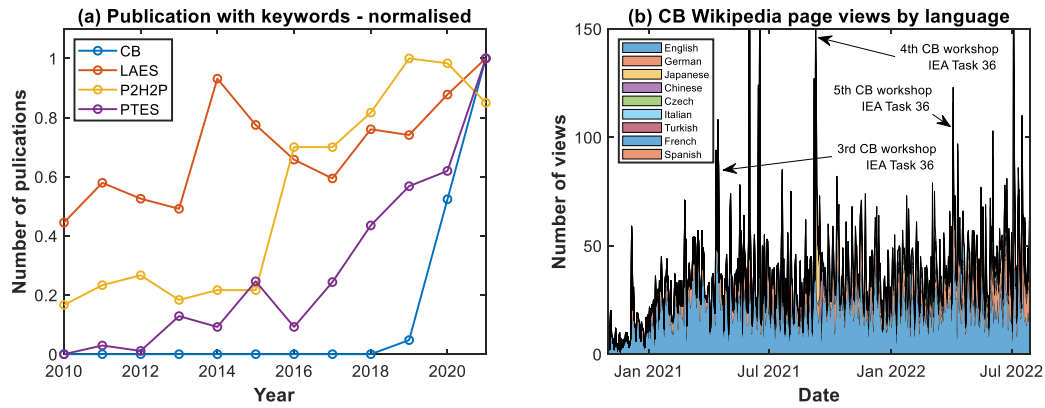 (a) Publication with keywords - normalised
Number of pulications
1
0.8
0.6
0.4
0.2
0
CB
LAES
P2H2P
PTES
2010
2012
2014
2016
2018
2020
Year
(b) CB Wikipedia page views by language
Number of views
150
100
50
0
English
German
Japanese
Chinese
Czech
Italian
Turkish
French
Spanish
4th CB workshop
IEA Task 36
5th CB workshop
IEA Task 36
3rd CB workshop
IEA Task 36
Jan 2021
Jul 2021
Jan 2022
Jul 2022
Date